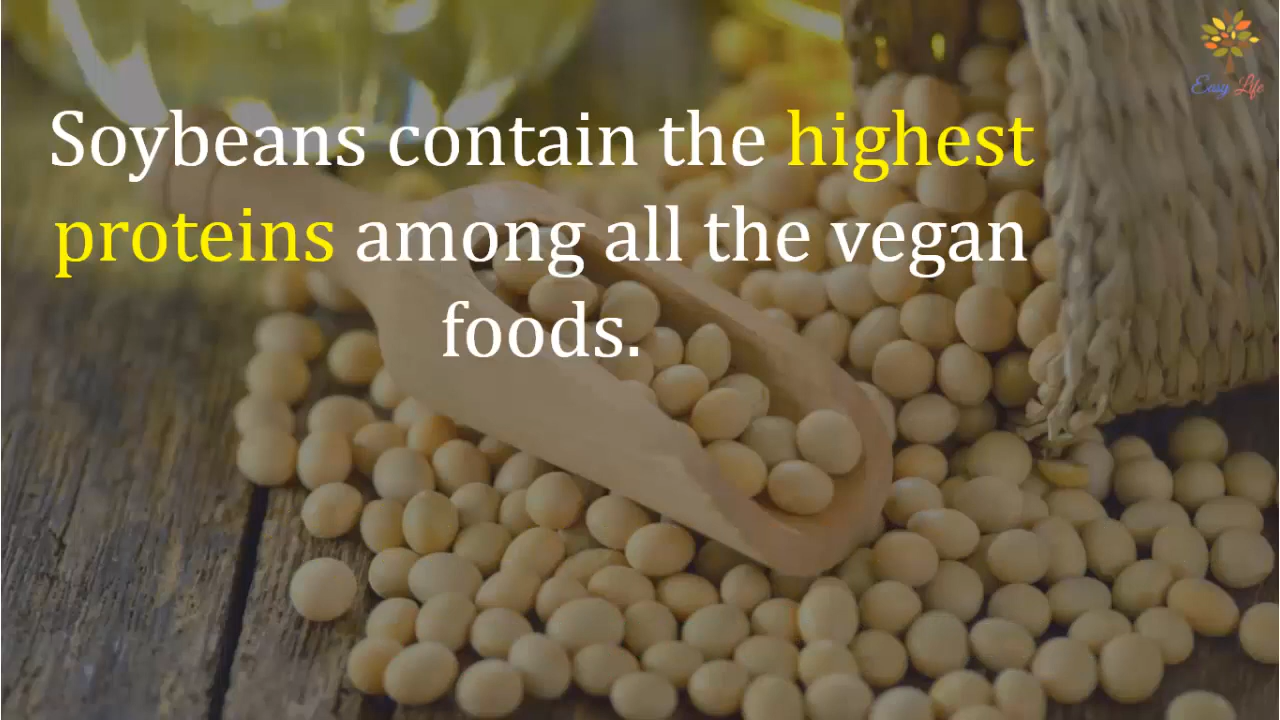 Easy Life
Soybeans contain the highest
proteins among all the vegan
foods.